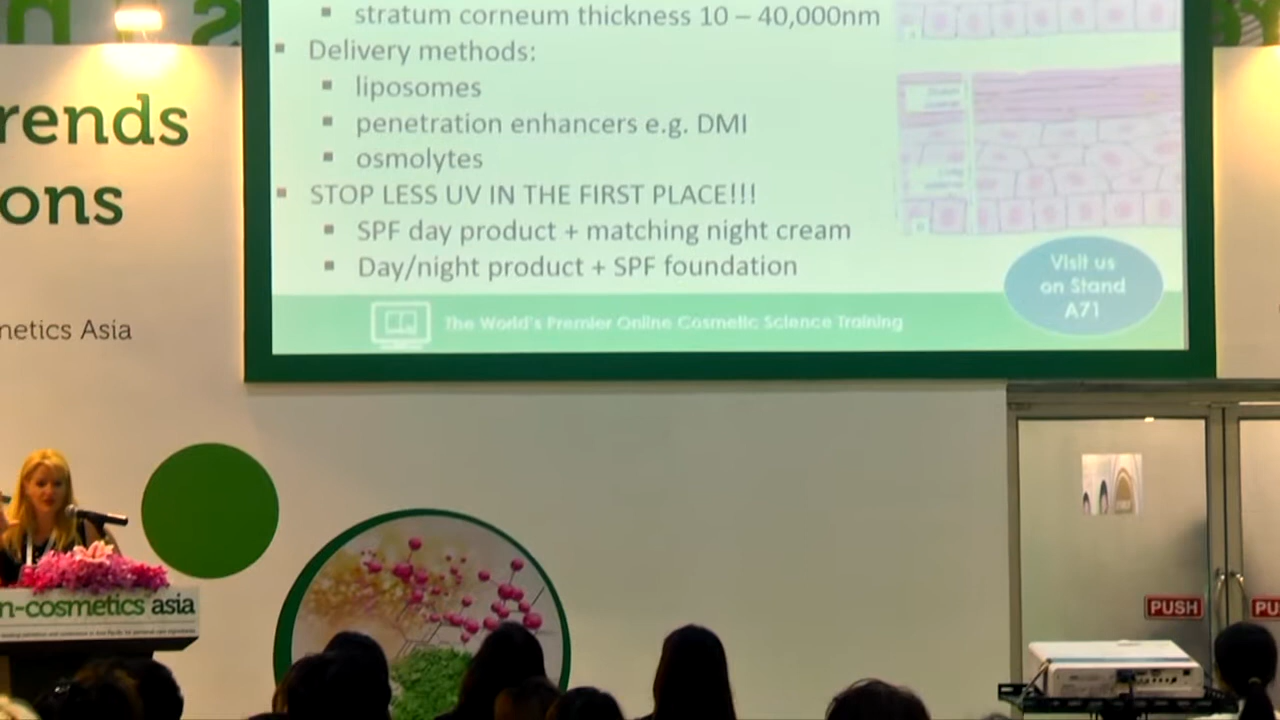 stratum corneum thickness 10 – 40,000nm
Delivery methods:
liposomes
penetration enhancers e.g. DMI
osmolytes
STOP LESS UV IN THE FIRST PLACE!!!
SPF day product + matching night cream
Day/night product + SPF foundation
Visit us
on Stand
A71
The World's Premier Online Cosmetic Science Training
rends
ons
metics Asia
n-cosmetics asia
PUSH
PU